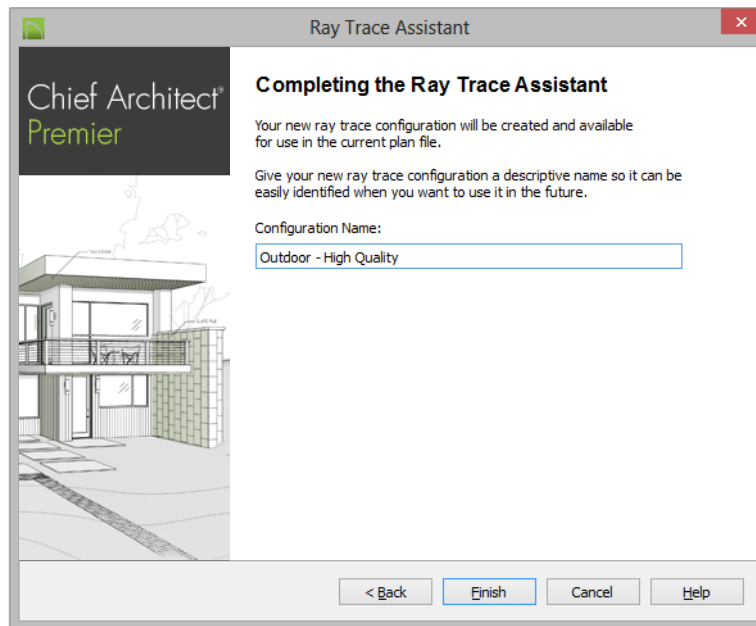 Ray Trace Assistant
Chief Architect®
Premier
Completing the Ray Trace Assistant
Your new ray trace configuration will be created and available
for use in the current plan file.
Give your new ray trace configuration a descriptive name so it can be
easily identified when you want to use it in the future.
Configuration Name:
Outdoor - High Quality
< Back
Finish
Cancel
Help